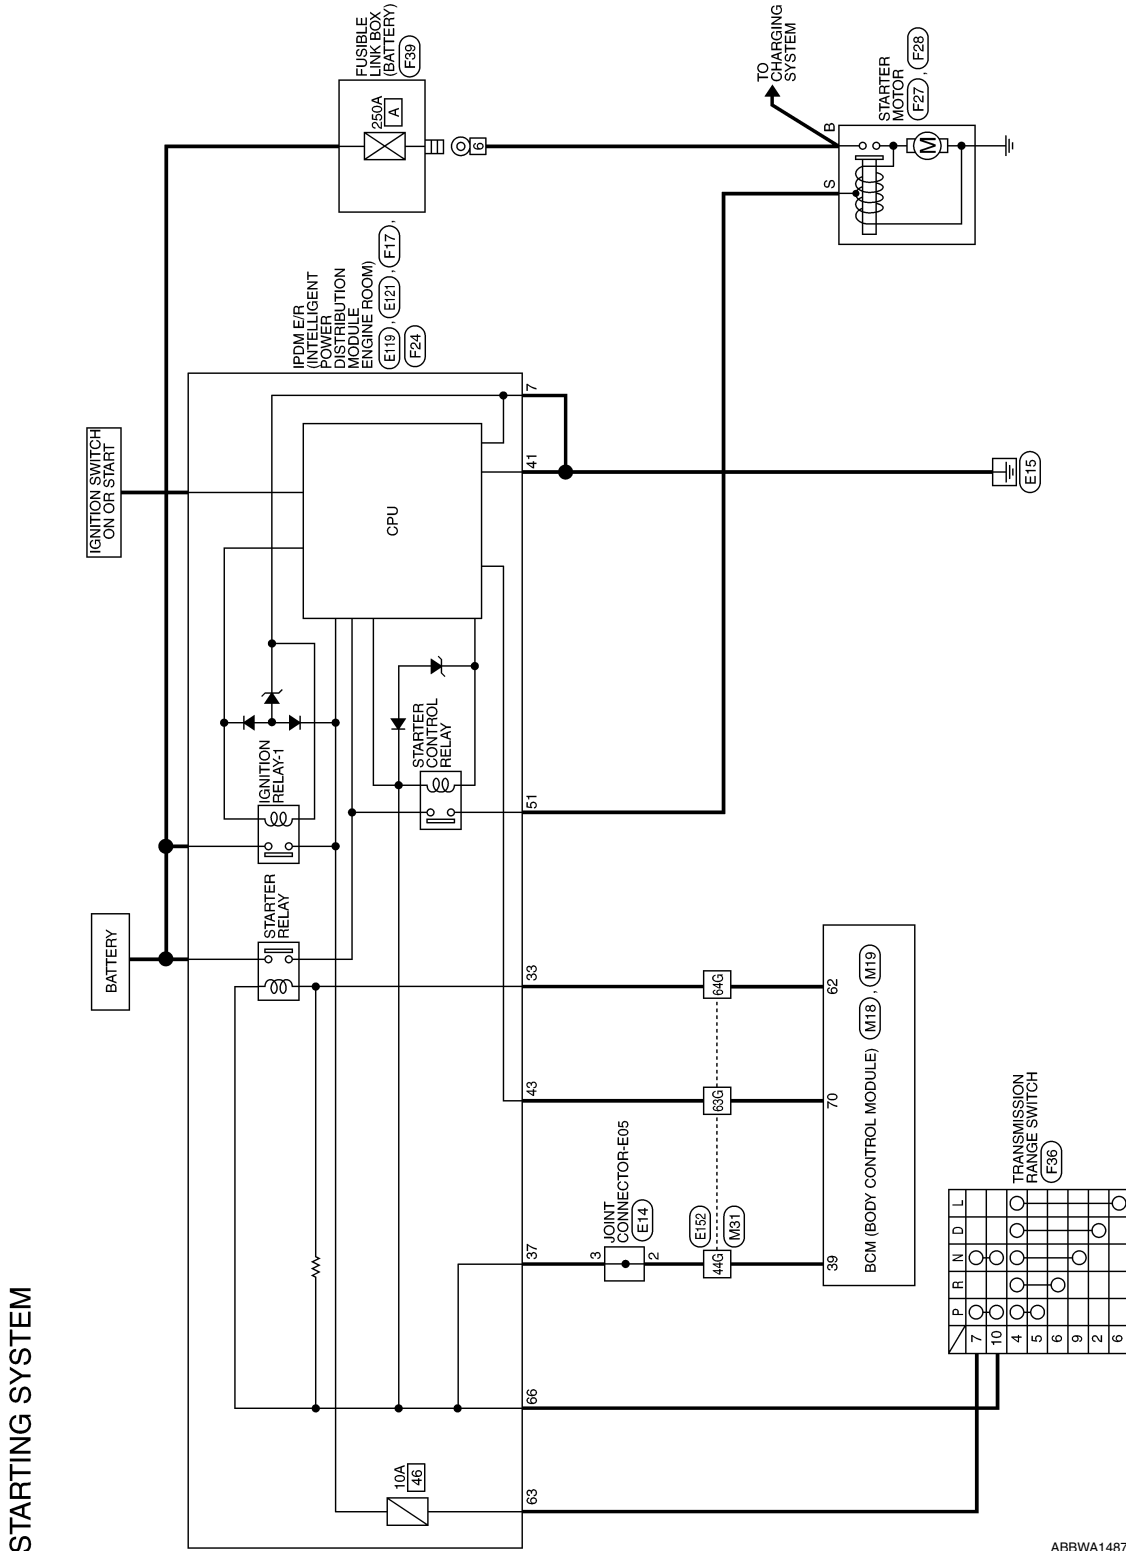 STARTING SYSTEM
BATTERY
IGNITION SWITCH
ON OR START
FUSIBLE
LINK BOX
(BATTERY)
F39
250A
A
6
IPDM E/R
(INTELLIGENT
POWER
DISTRIBUTION
MODULE
ENGINE ROOM)
E119 , E121 , F17 ,
F24
STARTER
RELAY
IGNITION
RELAY-1
STARTER
CONTROL
RELAY
CPU
10A
46
63
66
37
43
33
51
41
7
TO
CHARGING
SYSTEM
STARTER
MOTOR
F27 , F28
S
B
M
E15
JOINT
CONNECTOR-E05
E14
3
2
E152
M31
44G
63G
64G
39
70
62
BCM (BODY CONTROL MODULE) M18 , M19
TRANSMISSION
RANGE SWITCH
F36
P R N D L
7
10
4
5
6
9
2
6
ABBWA1487